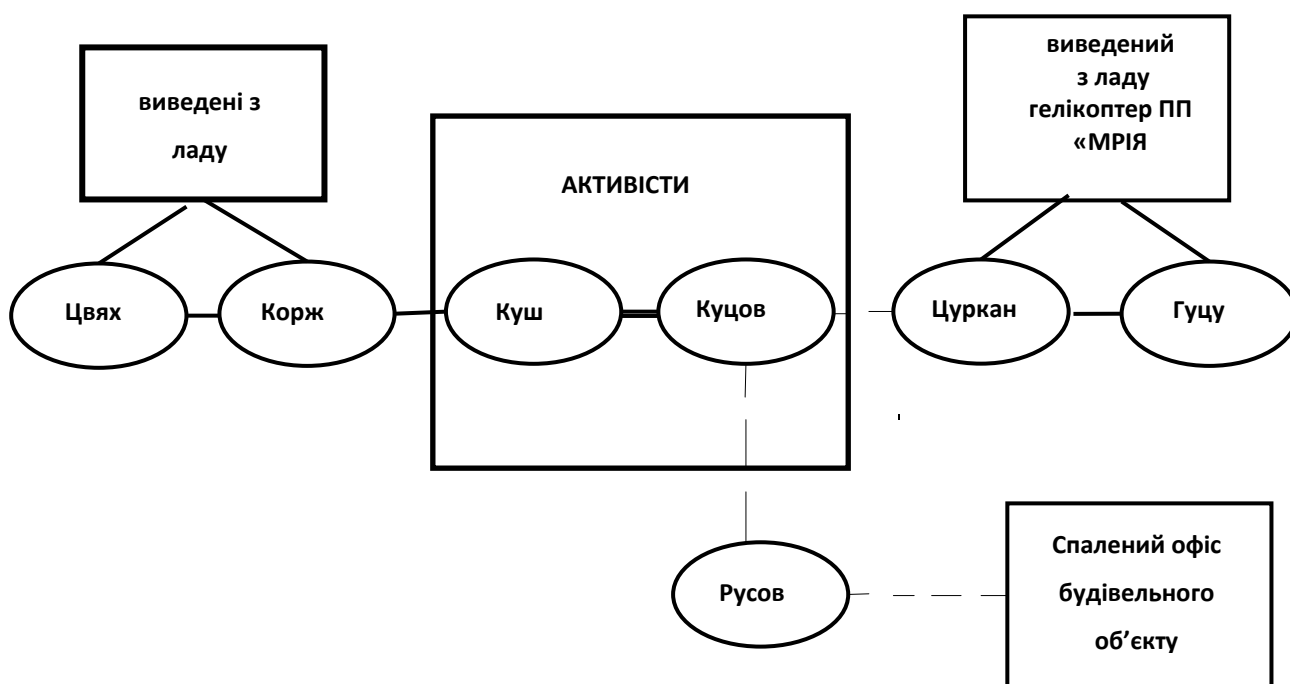 виведені з
ладу
АКТИВІСТИ
виведений
з ладу
гелікоптер ПП
«МРІЯ
Цвях
Корж
Куш
Куцов
Цуркан
Гуцу
Русов
Спалений офіс
будівельного
об’єкту